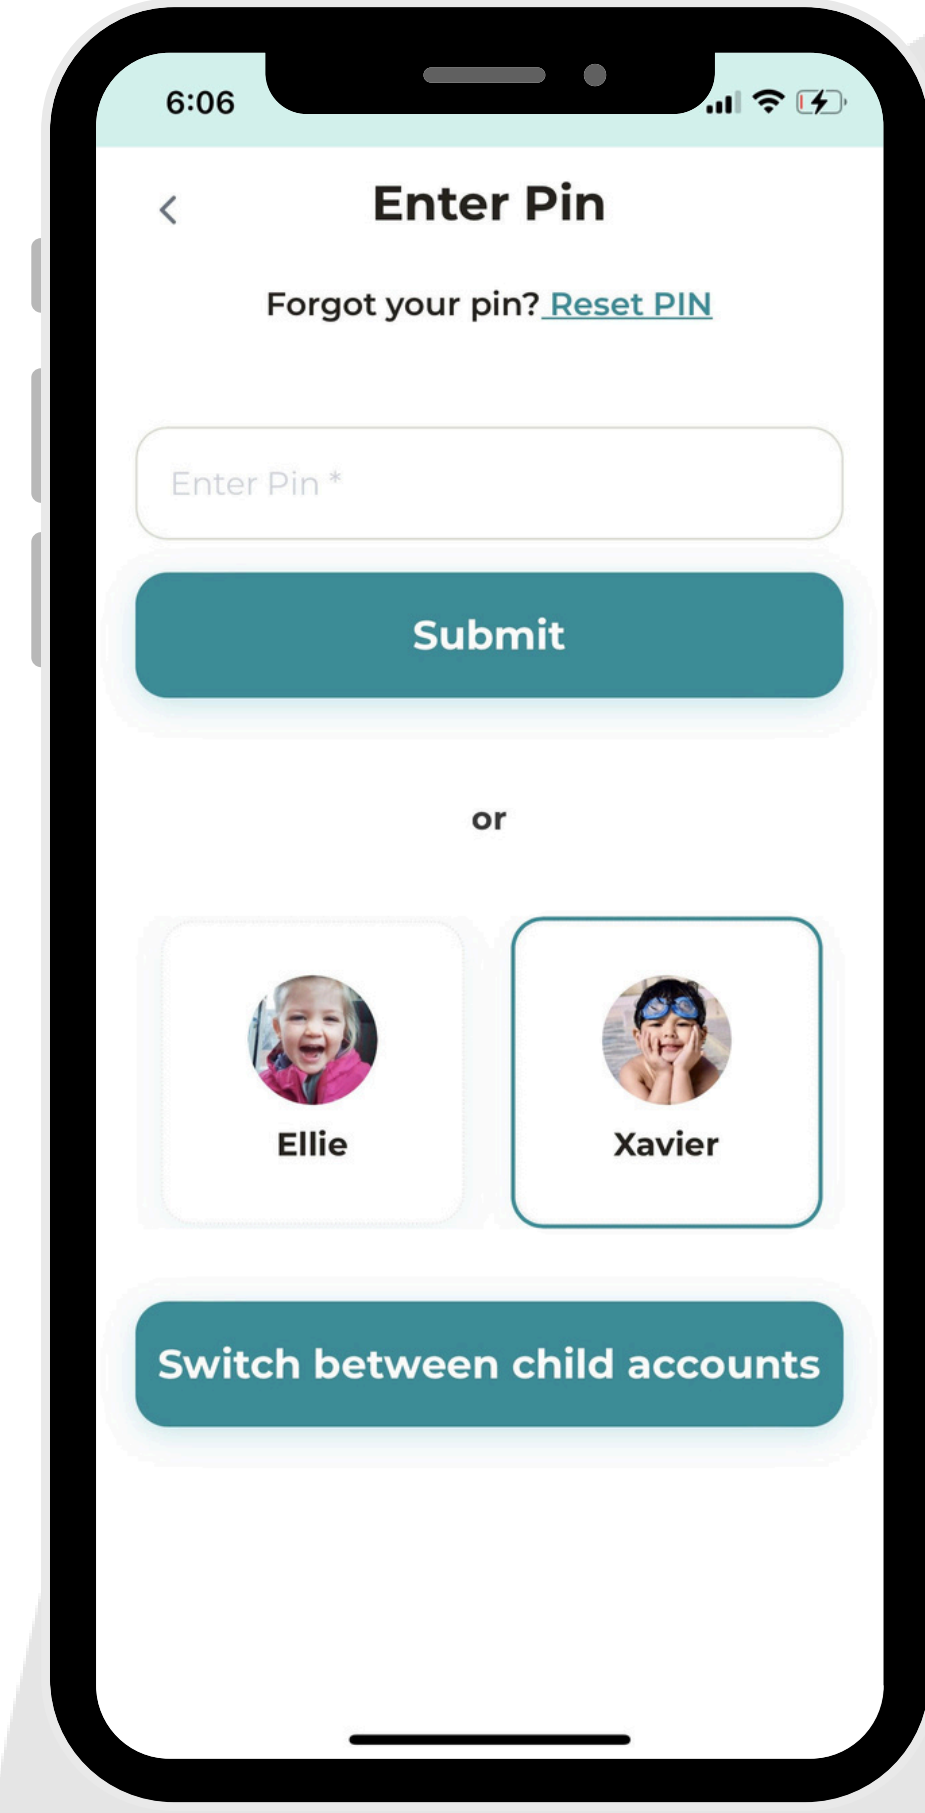 6:06
Enter Pin
Forgot your pin? Reset PIN
Enter Pin *
Submit
or
Ellie
Xavier
Switch between child accounts